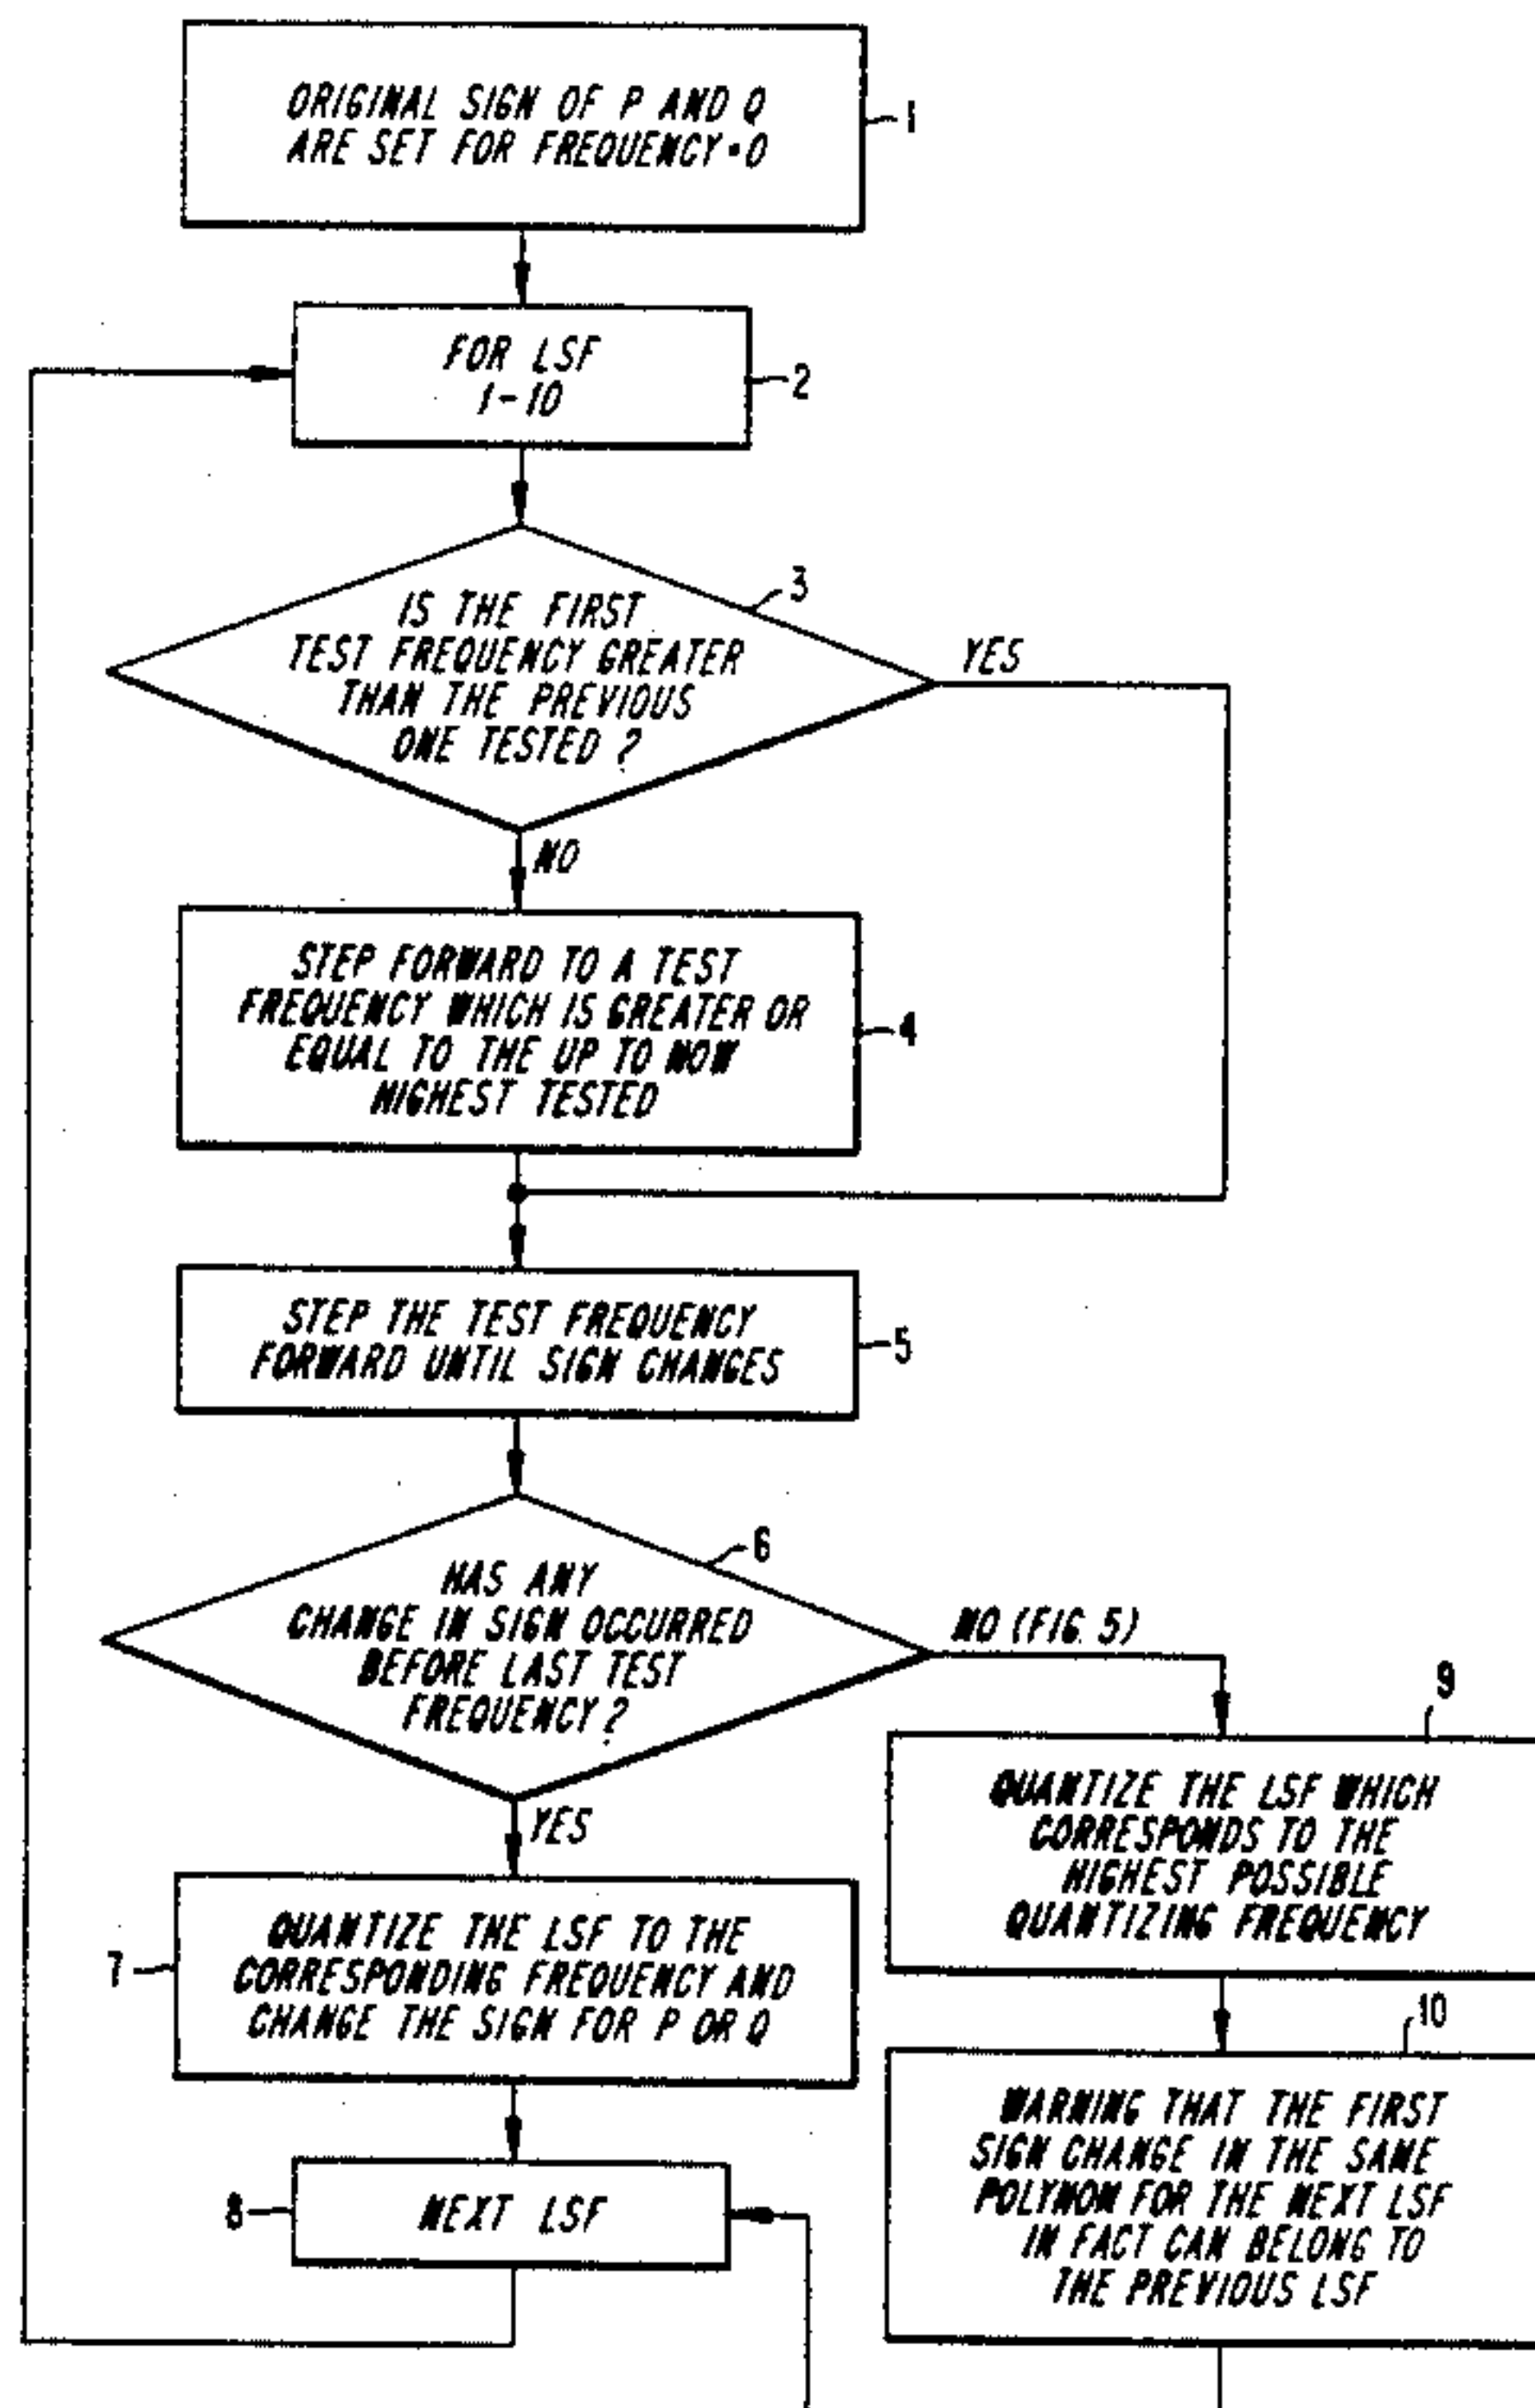 ORIGINAL SIGN OF P AND Q
ARE SET FOR FREQUENCY=0
1
FOR LSF
1-10
2
3
IS THE FIRST
TEST FREQUENCY GREATER
THAN THE PREVIOUS
ONE TESTED ?
YES
NO
STEP FORWARD TO A TEST
FREQUENCY WHICH IS GREATER OR
EQUAL TO THE UP TO NOW
HIGHEST TESTED
4
STEP THE TEST FREQUENCY
FORWARD UNTIL SIGN CHANGES
5
6
HAS ANY
CHANGE IN SIGN OCCURRED
BEFORE LAST TEST
FREQUENCY?
NO (FIG. 5)
YES
9
QUANTIZE THE LSF WHICH
CORRESPONDS TO THE
HIGHEST POSSIBLE
QUANTIZING FREQUENCY
7
QUANTIZE THE LSF TO THE
CORRESPONDING FREQUENCY AND
CHANGE THE SIGN FOR P OR Q
10
WARNING THAT THE FIRST
SIGN CHANGE IN THE SAME
POLYNOM FOR THE NEXT LSF
IN FACT CAN BELONG TO
THE PREVIOUS LSF
8
NEXT LSF